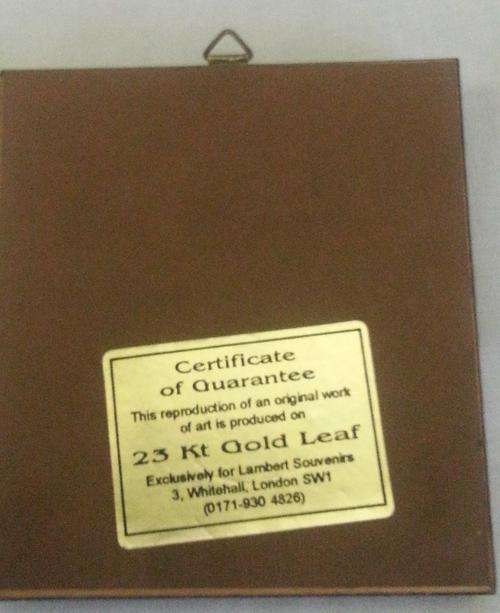 Certificate
of Guarantee
This reproduction of an original work
of art is produced on
23 Kt Gold Leaf
Exclusively for Lambert Souvenirs
3, Whitehall, London SW1
(0171-930 4826)